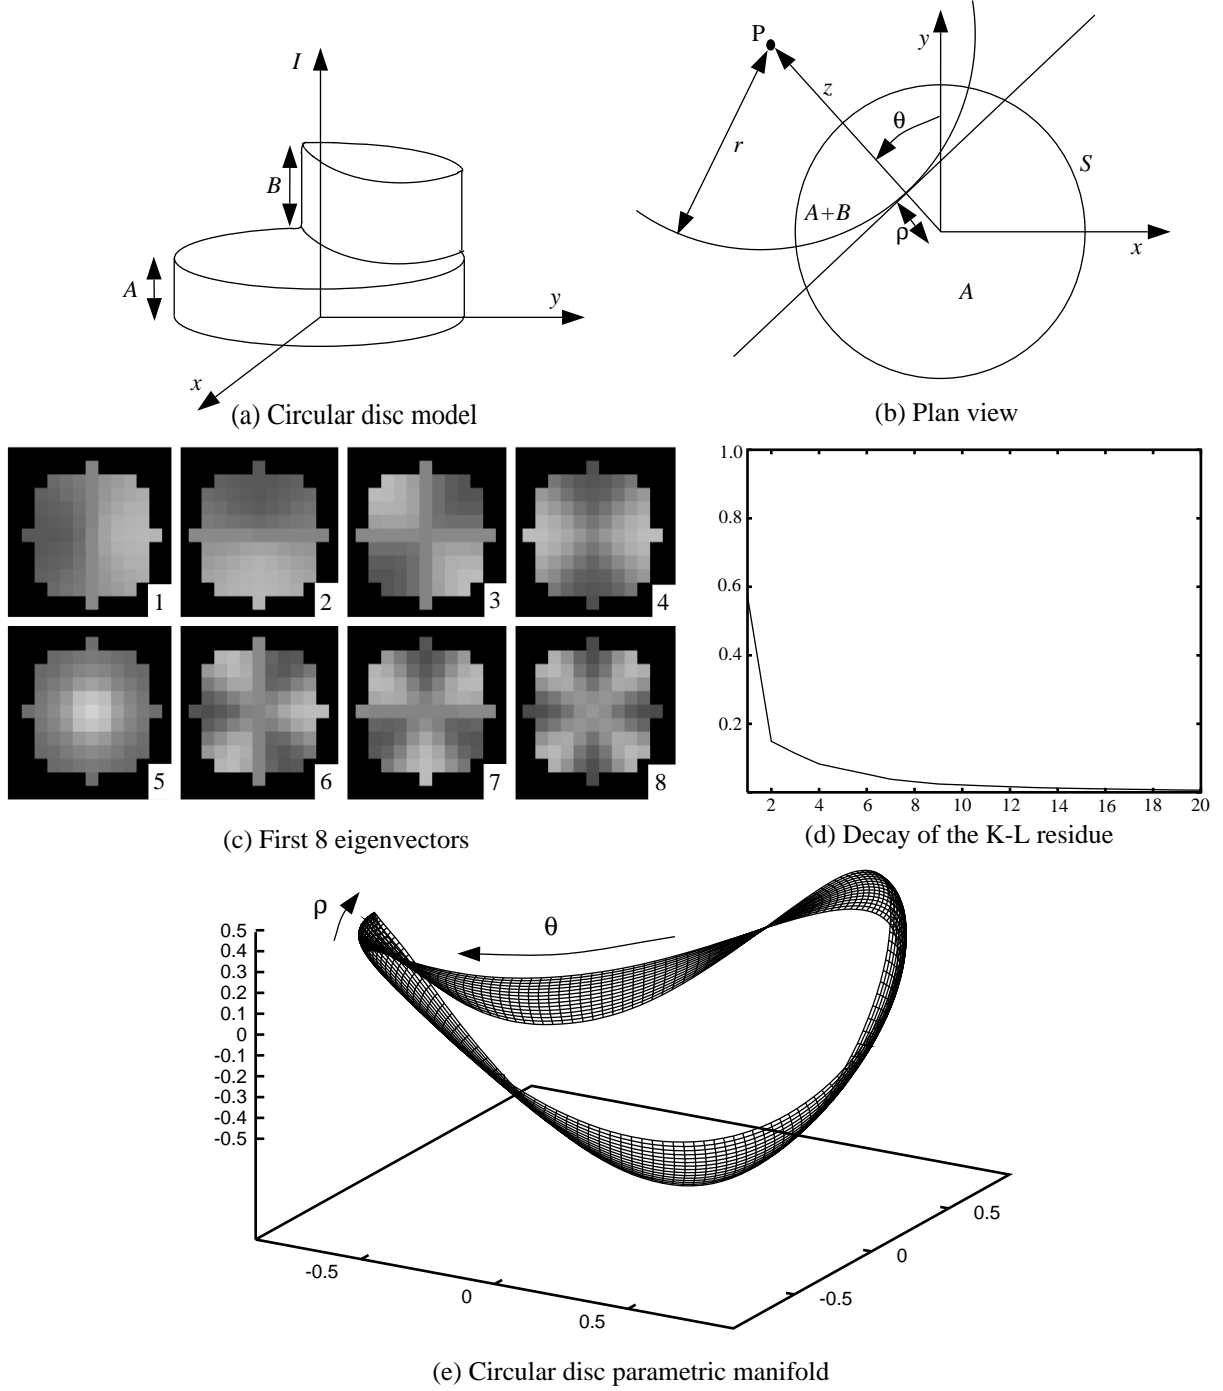 I
B
A
y
x
(a) Circular disc model
P
y
z
θ
r
S
A+B
ρ
x
A
(b) Plan view
1 2 3 4
5 6 7 8
(c) First 8 eigenvectors
1.0
0.8
0.6
0.4
0.2
2 4 6 8 10 12 14 16 18 20
(d) Decay of the K-L residue
ρ
θ
0.5
0.4
0.3
0.2
0.1
0
-0.1
-0.2
-0.3
-0.4
-0.5
-0.5 0 0.5
-0.5 0 0.5
(e) Circular disc parametric manifold